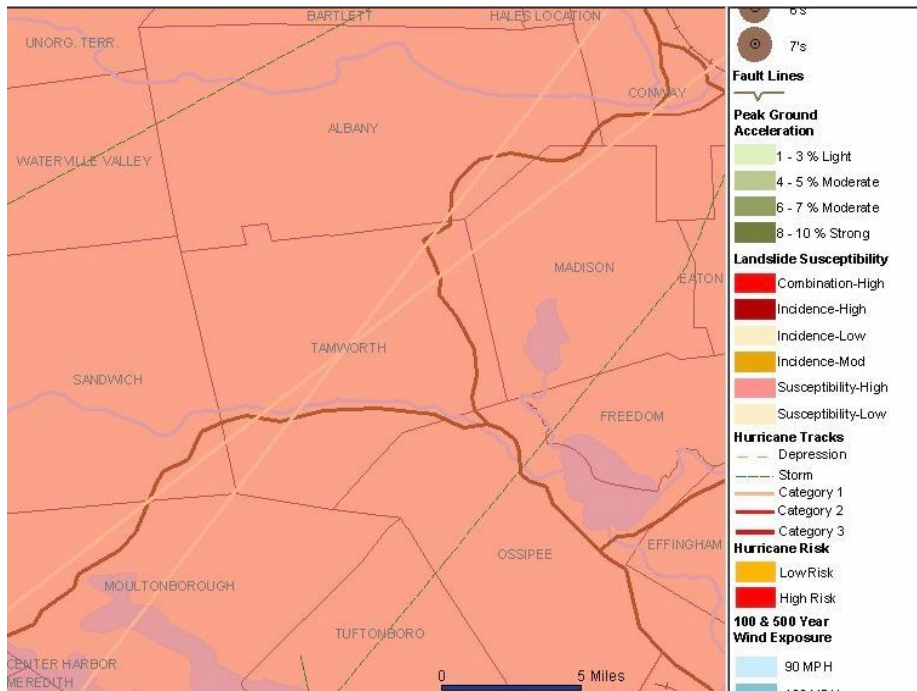 BARTLETT
HALES LOCATION
UNORG. TERR.
CONWAY
ALBANY
WATERVILLE VALLEY
MADISON
EATON
TAMWORTH
SANDWICH
FREEDOM
OSSIPEE
EFFINGHAM
MOULTONBOROUGH
TUFTONBORO
CENTER HARBOR
MEREDITH
0 5 Miles
6's
7's
Fault Lines
Peak Ground
Acceleration
1 - 3 % Light
4 - 5 % Moderate
6 - 7 % Moderate
8 - 10 % Strong
Landslide Susceptibility
Combination-High
Incidence-High
Incidence-Low
Incidence-Mod
Susceptibility-High
Susceptibility-Low
Hurricane Tracks
Depression
Storm
Category 1
Category 2
Category 3
Hurricane Risk
Low Risk
High Risk
100 & 500 Year
Wind Exposure
90 MPH